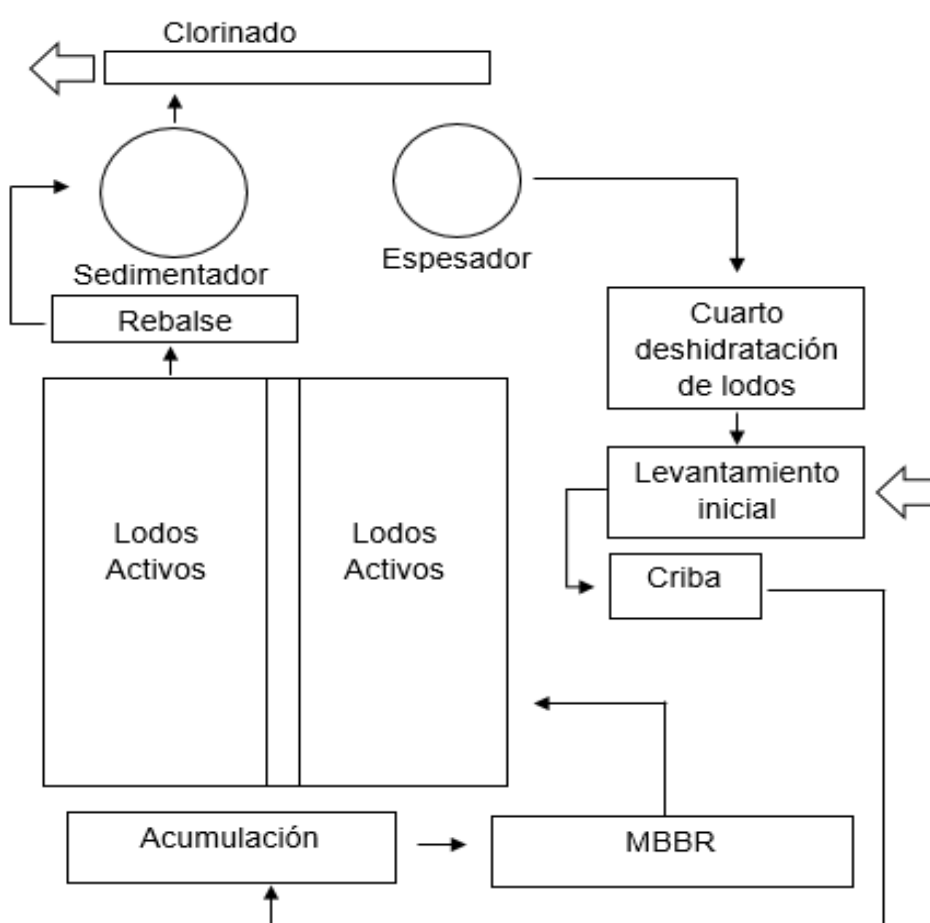 Clorinado
Sedimentador
Espesador
Rebalse
Cuarto
deshidratación
de lodos
Levantamiento
inicial
Lodos
Activos
Lodos
Activos
Criba
Acumulación
MBBR